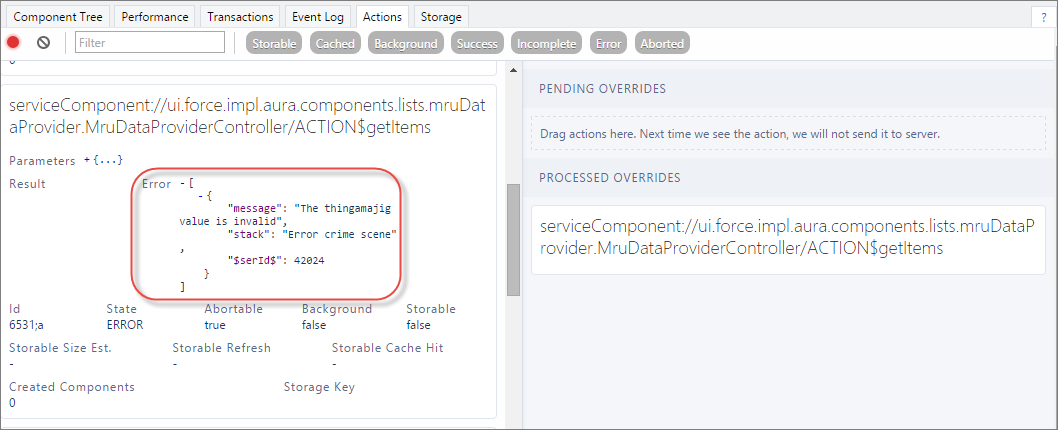 Component Tree Performance Transactions Event Log Actions Storage ?
Filter Storable Cached Background Success Incomplete Error Aborted
0
serviceComponent://ui.force.impl.aura.components.lists.mruDat
aProvider.MruDataProviderController/ACTION$getItems
Parameters +{...}
Result Error -[
-{
"message": "The thingamajig
value is invalid",
"stack": "Error crime scene"
,
"$serId$": 42024
}
]
Id State Abortable Background Storable
6531;a ERROR true false false
Storable Size Est. Storable Refresh Storable Cache Hit
- - -
Created Components Storage Key
0
PENDING OVERRIDES
Drag actions here. Next time we see the action, we will not send it to server.
PROCESSED OVERRIDES
serviceComponent://ui.force.impl.aura.components.lists.mruDataP
rovider.MruDataProviderController/ACTION$getItems